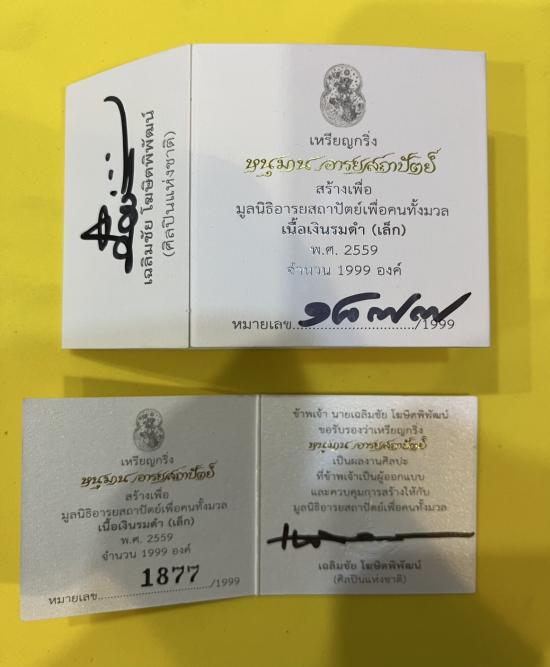 เฉลิมชัย โฆษิตพิพัฒน์
(ศิลปินแห่งชาติ)
เหรียญกริ่ง
หนุมาน อารยสถาปัตย์
สร้างเพื่อ
มูลนิธิอารยสถาปัตย์เพื่อคนทั้งมวล
เนื้อเงินรมดำ (เล็ก)
พ.ศ. 2559
จำนวน 1999 องค์
หมายเลข....๑๘๗๗..../1999
เหรียญกริ่ง
หนุมาน อารยสถาปัตย์
สร้างเพื่อ
มูลนิธิอารยสถาปัตย์เพื่อคนทั้งมวล
เนื้อเงินรมดำ (เล็ก)
พ.ศ. 2559
จำนวน 1999 องค์
หมายเลข....1877..../1999
ข้าพเจ้า นายเฉลิมชัย โฆษิตพิพัฒน์
ขอรับรองว่าเหรียญกริ่ง
หนุมาน อารยสถาปัตย์
เป็นผลงานศิลปะ
ที่ข้าพเจ้าเป็นผู้ออกแบบ
และควบคุมการสร้างให้กับ
มูลนิธิอารยสถาปัตย์เพื่อคนทั้งมวล
เฉลิมชัย โฆษิตพิพัฒน์
(ศิลปินแห่งชาติ)